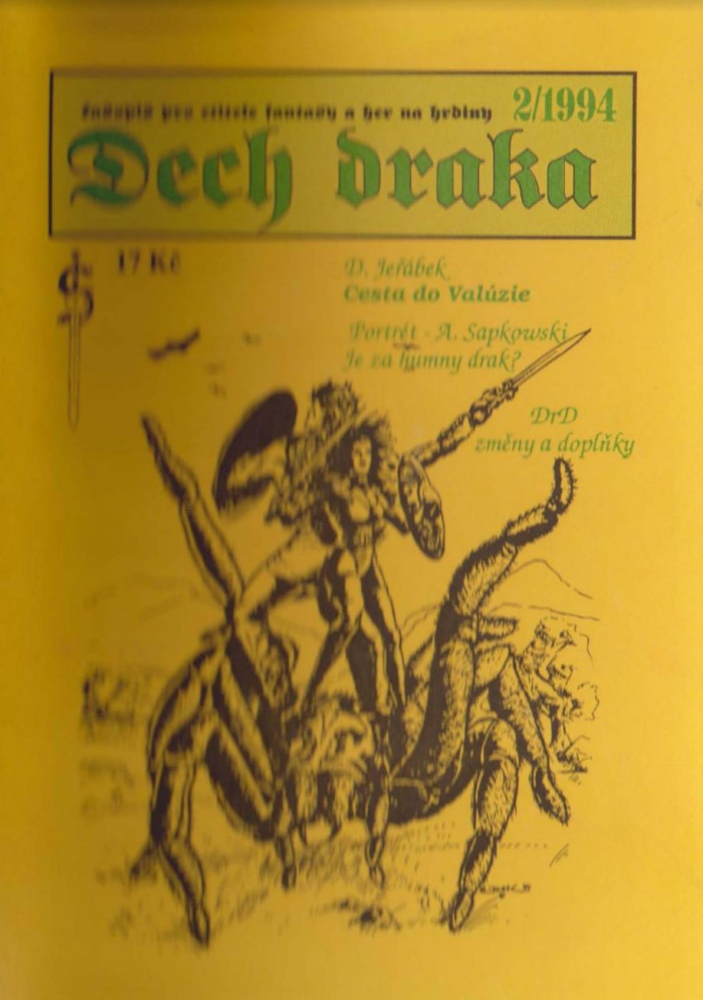 časopis pro ctitele fantasy a her na hrdiny 2/1994
Dech draka
17 Kč
D. Jeřábek
Cesta do Valúzie
Portrét - A. Sapkowski
Je za humny drak?
DrD
změny a doplňky